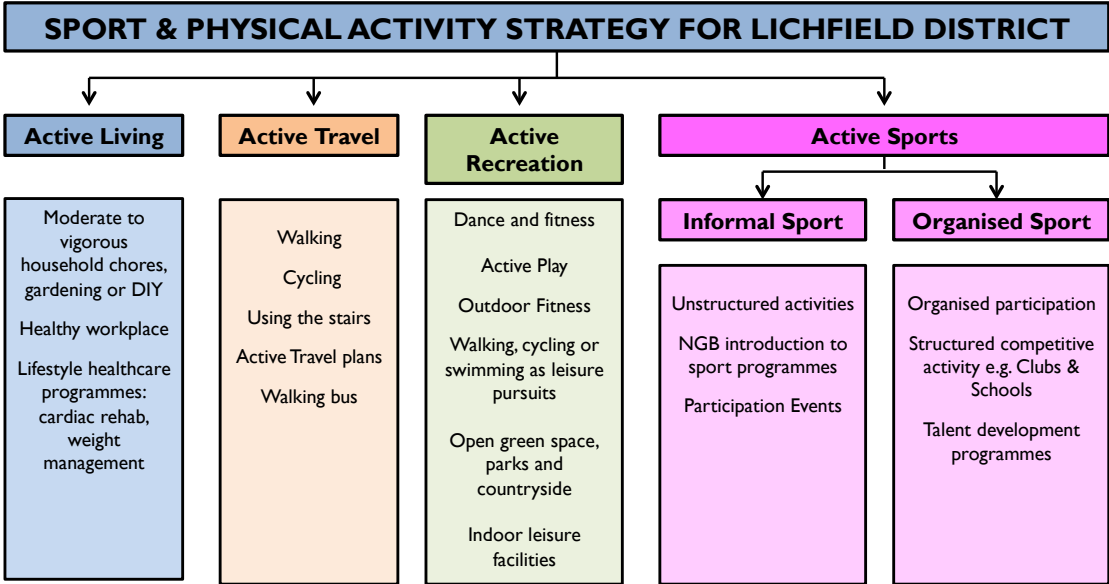 SPORT & PHYSICAL ACTIVITY STRATEGY FOR LICHFIELD DISTRICT
Active Living
Moderate to
vigorous
household chores,
gardening or DIY
Healthy workplace
Lifestyle healthcare
programmes:
cardiac rehab,
weight
management
Active Travel
Walking
Cycling
Using the stairs
Active Travel plans
Walking bus
Active
Recreation
Dance and fitness
Active Play
Outdoor Fitness
Walking, cycling or
swimming as leisure
pursuits
Open green space,
parks and
countryside
Indoor leisure
facilities
Active Sports
Informal Sport
Unstructured activities
NGB introduction to
sport programmes
Participation Events
Organised Sport
Organised participation
Structured competitive
activity e.g. Clubs &
Schools
Talent development
programmes